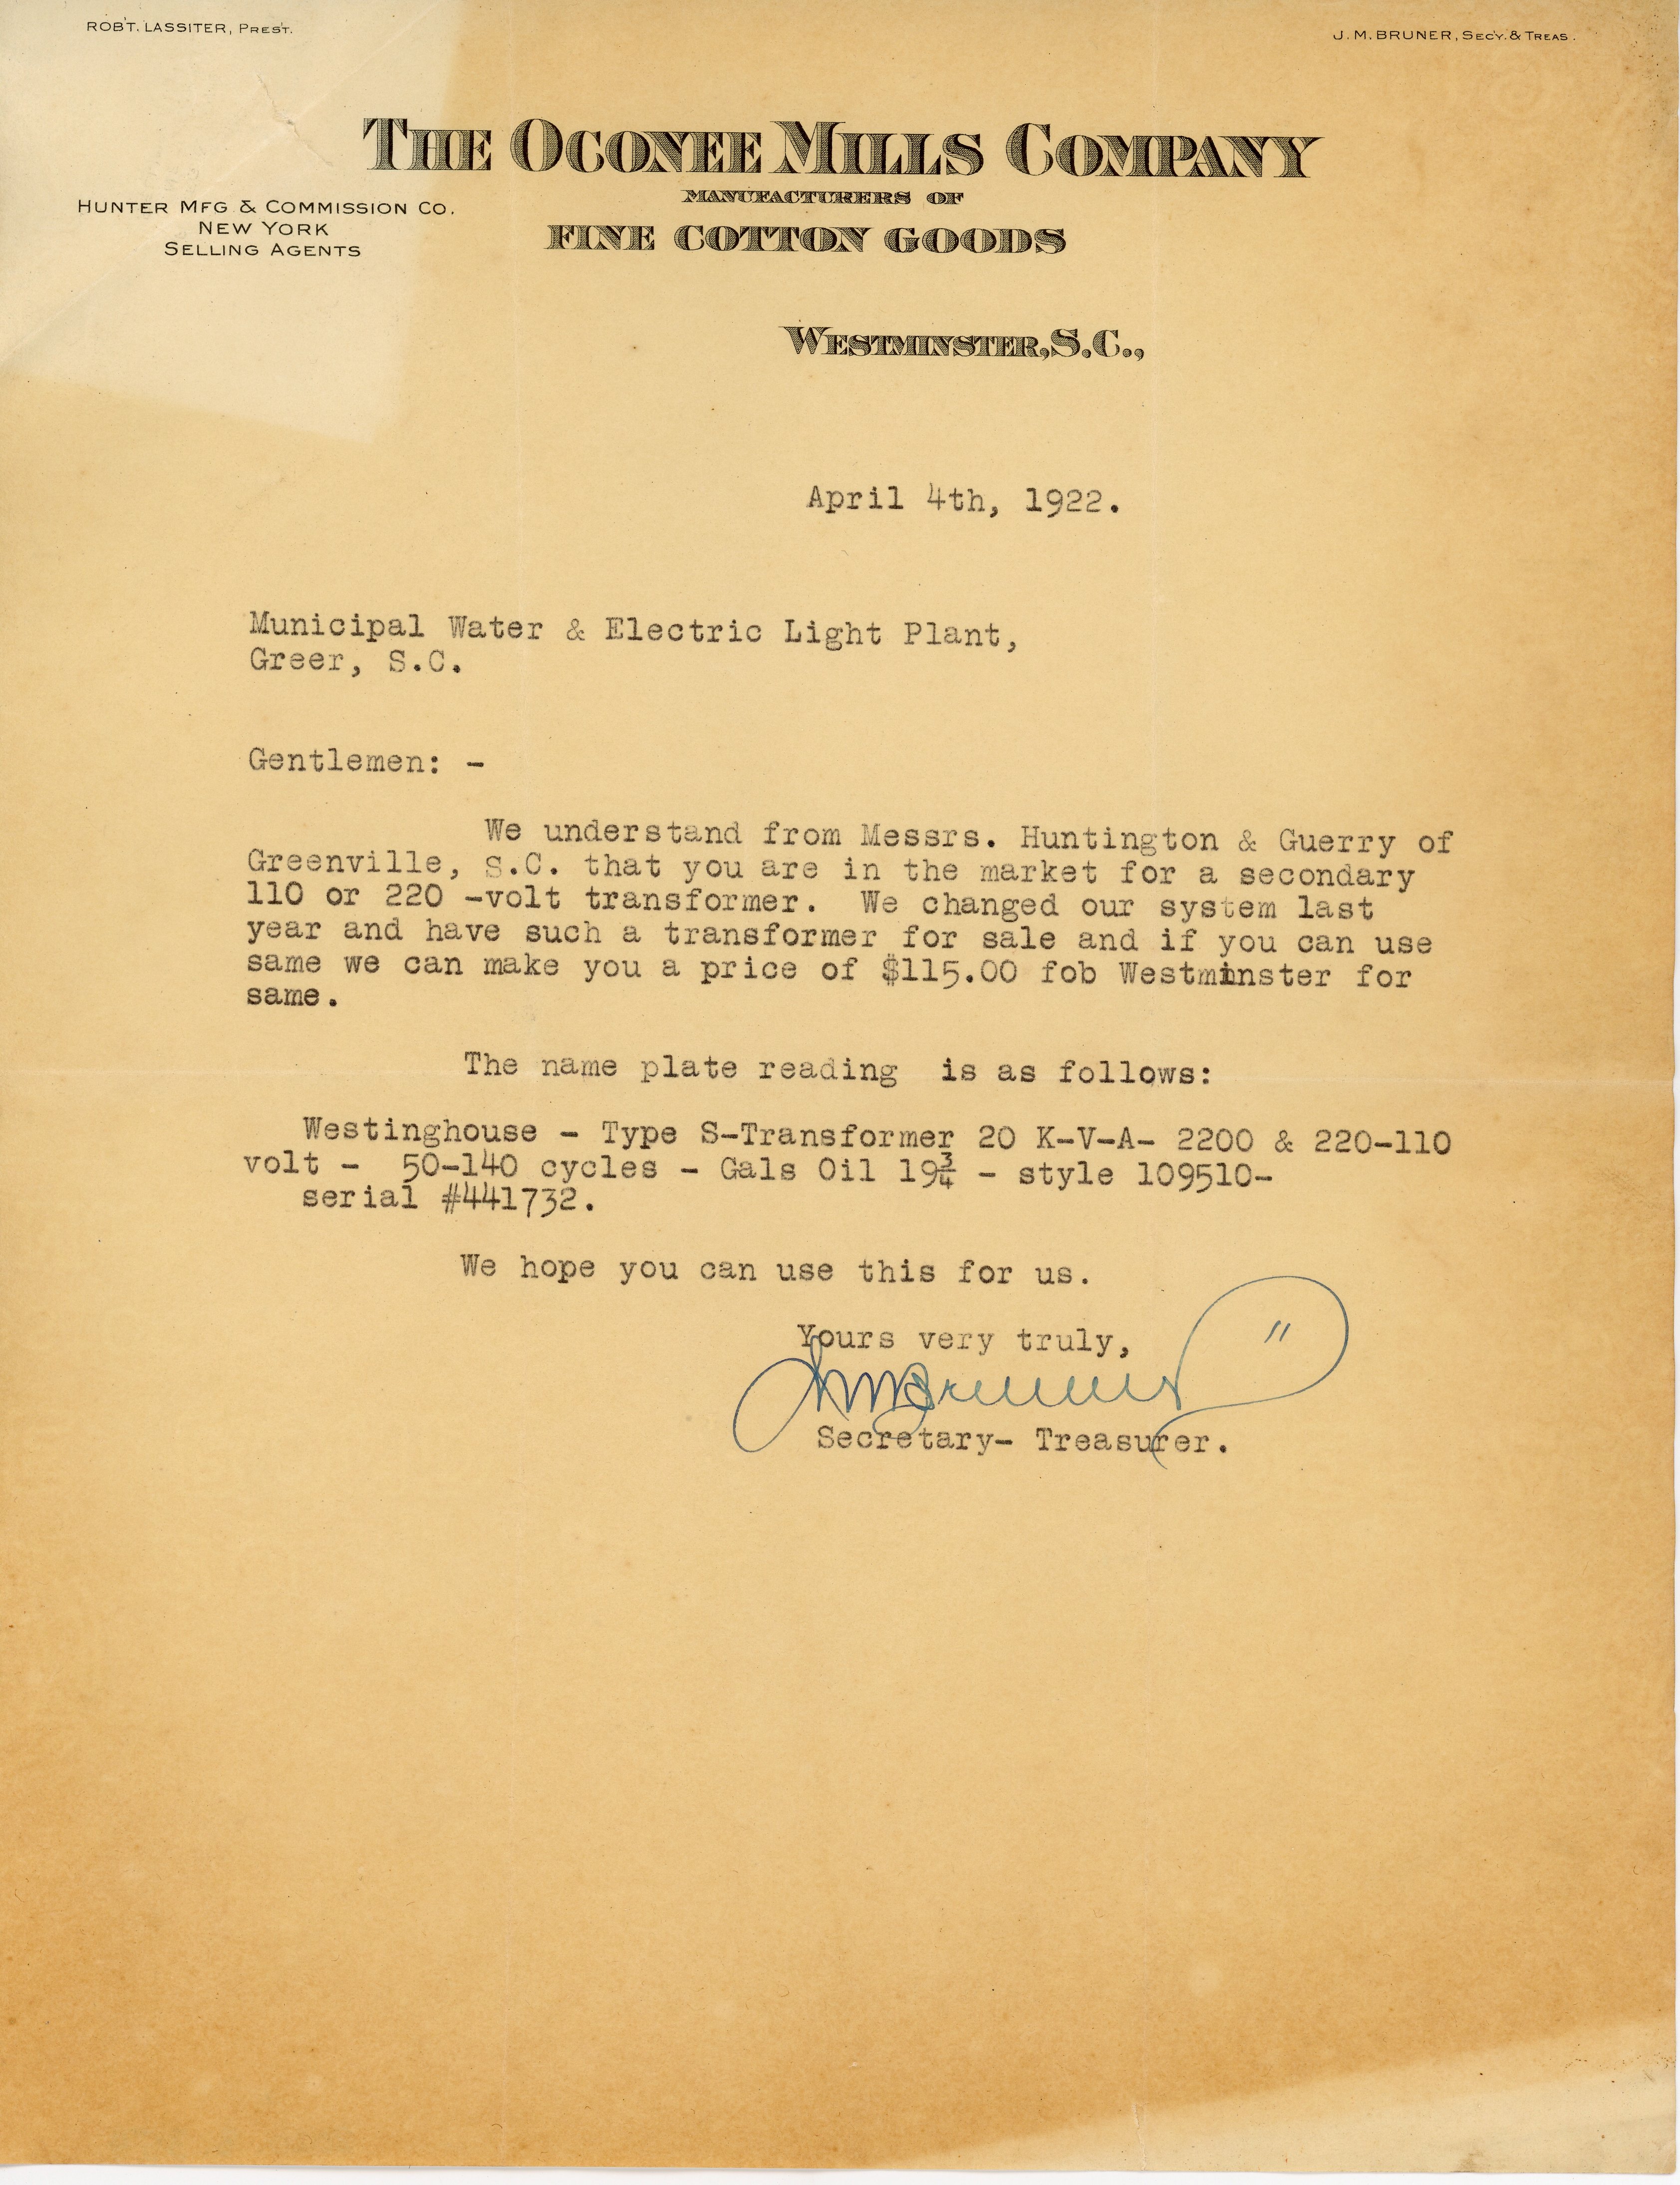 ROB'T. LASSITER, PREST.
J. M. BRUNER, SECY. & TREAS.
THE OCONEE MILLS COMPANY
MANUFACTURERS OF
FINE COTTON GOODS
HUNTER MFG & COMMISSION CO.
NEW YORK
SELLING AGENTS
WESTMINSTER, S.C.,
April 4th, 1922.
Municipal Water & Electric Light Plant,
Greer, S.C.
Gentlemen: -
We understand from Messrs. Huntington & Guerry of
Greenville, S.C. that you are in the market for a secondary
110 or 220 -volt transformer. We changed our system last
year and have such a transformer for sale and if you can use
same we can make you a price of $115.00 fob Westminster for
same.
The name plate reading is as follows:
Westinghouse - Type S-Transformer 20 K-V-A- 2200 & 220-110
volt - 50-140 cycles - Gals Oil 19¾ - style 109510-
serial #441732.
We hope you can use this for us.
Yours very truly,
J M Bruner
Secretary- Treasurer.